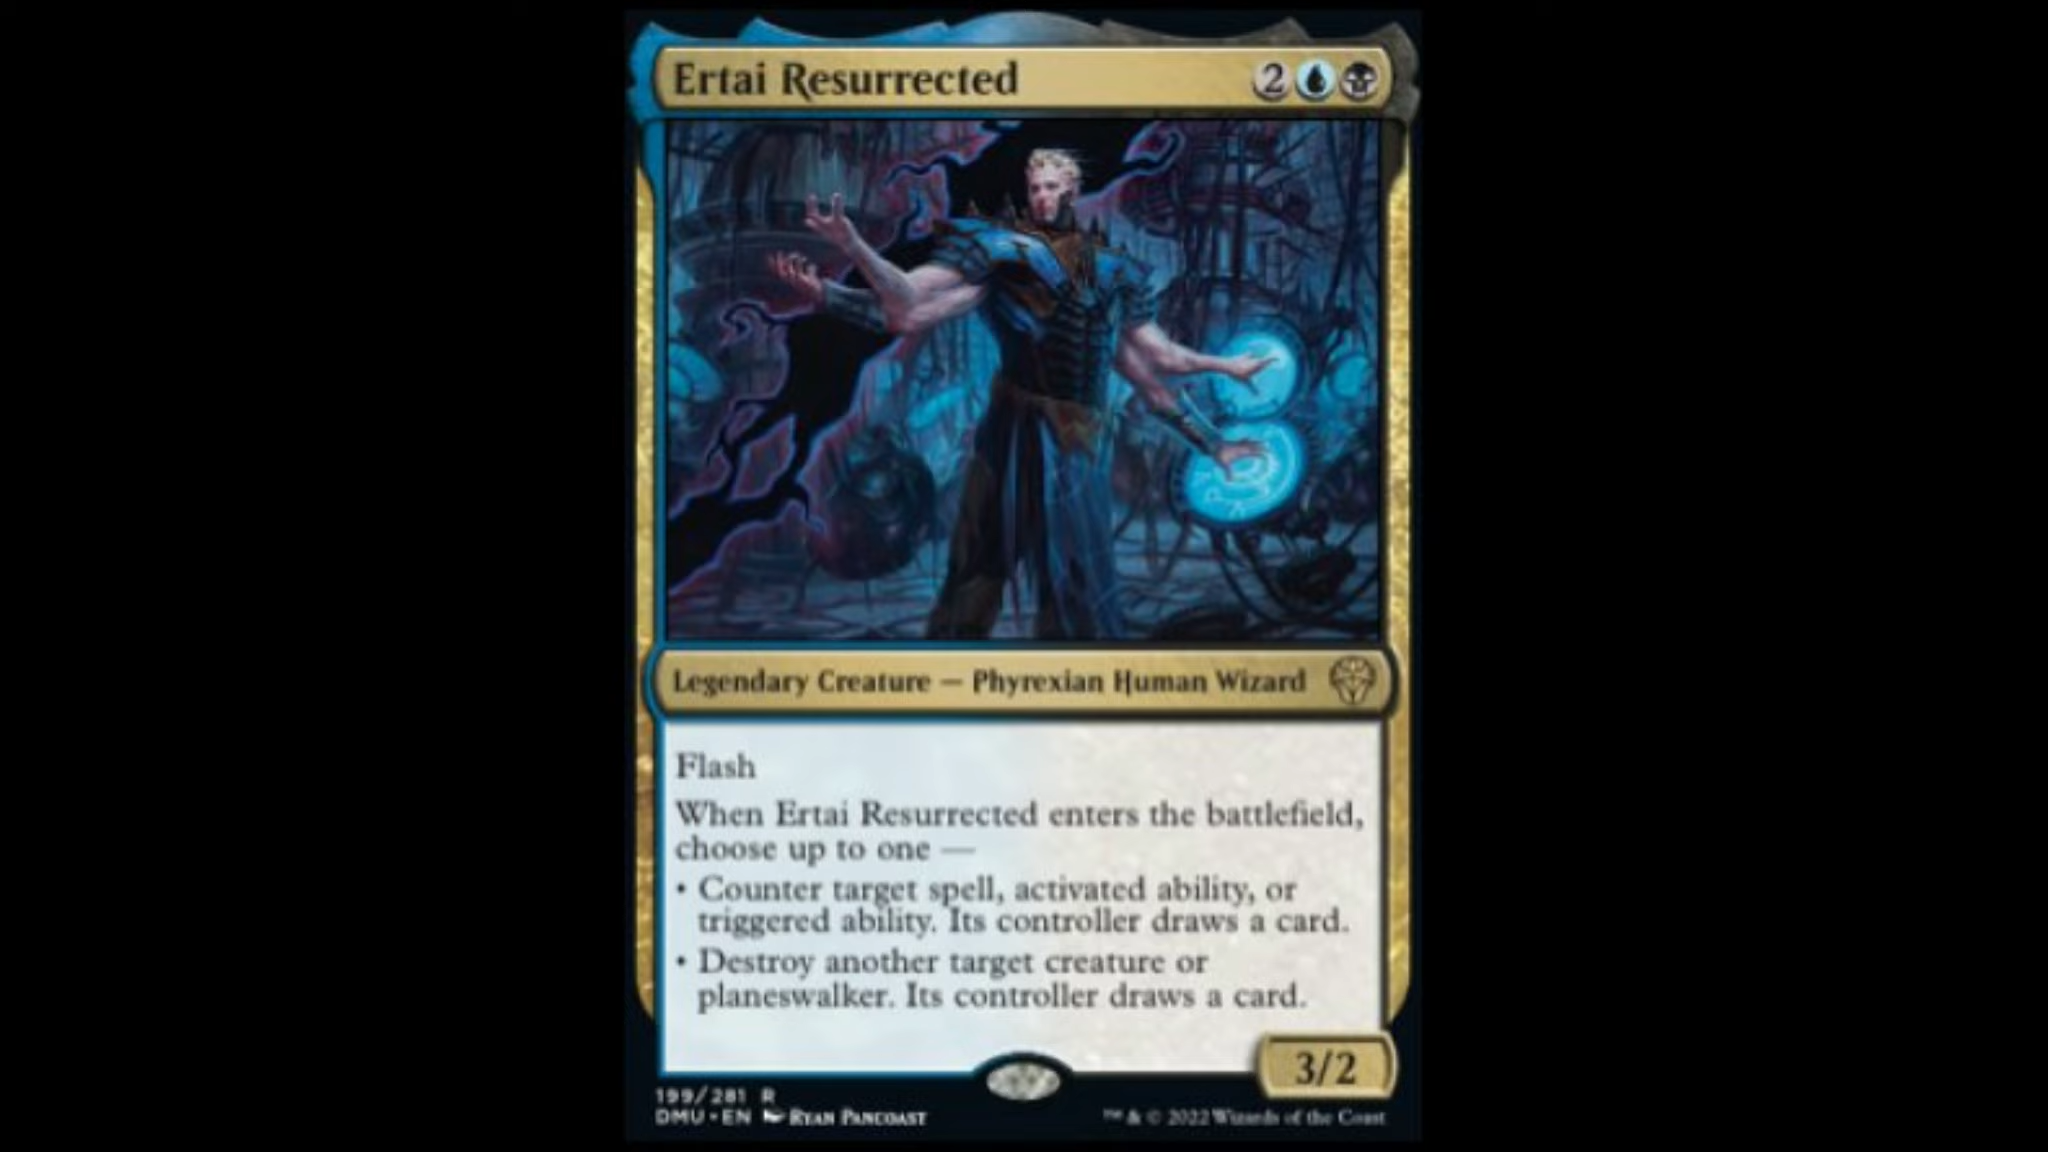 Ertai Resurrected 2
Legendary Creature — Phyrexian Human Wizard
Flash
When Ertai Resurrected enters the battlefield,
choose up to one —
• Counter target spell, activated ability, or
triggered ability. Its controller draws a card.
• Destroy another target creature or
planeswalker. Its controller draws a card.
3/2
199/281 R
DMU • EN Ryan Pancoast
™ & © 2022 Wizards of the Coast